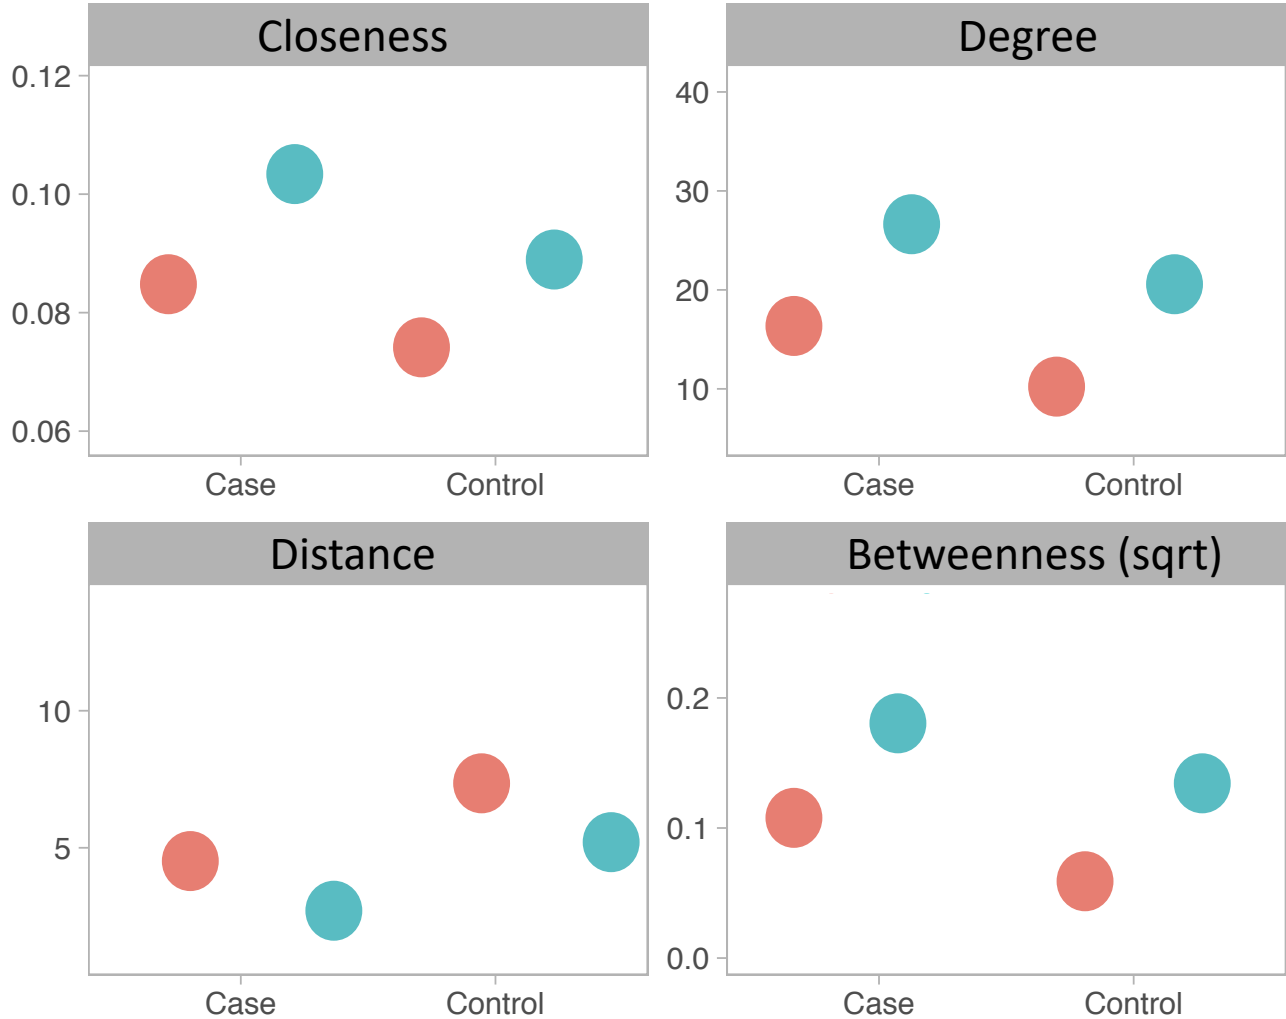 Closeness
0.12
0.10
0.08
0.06
Case Control
Degree
40
30
20
10
Case Control
Distance
10
5
Case Control
Betweenness (sqrt)
0.2
0.1
0.0
Case Control